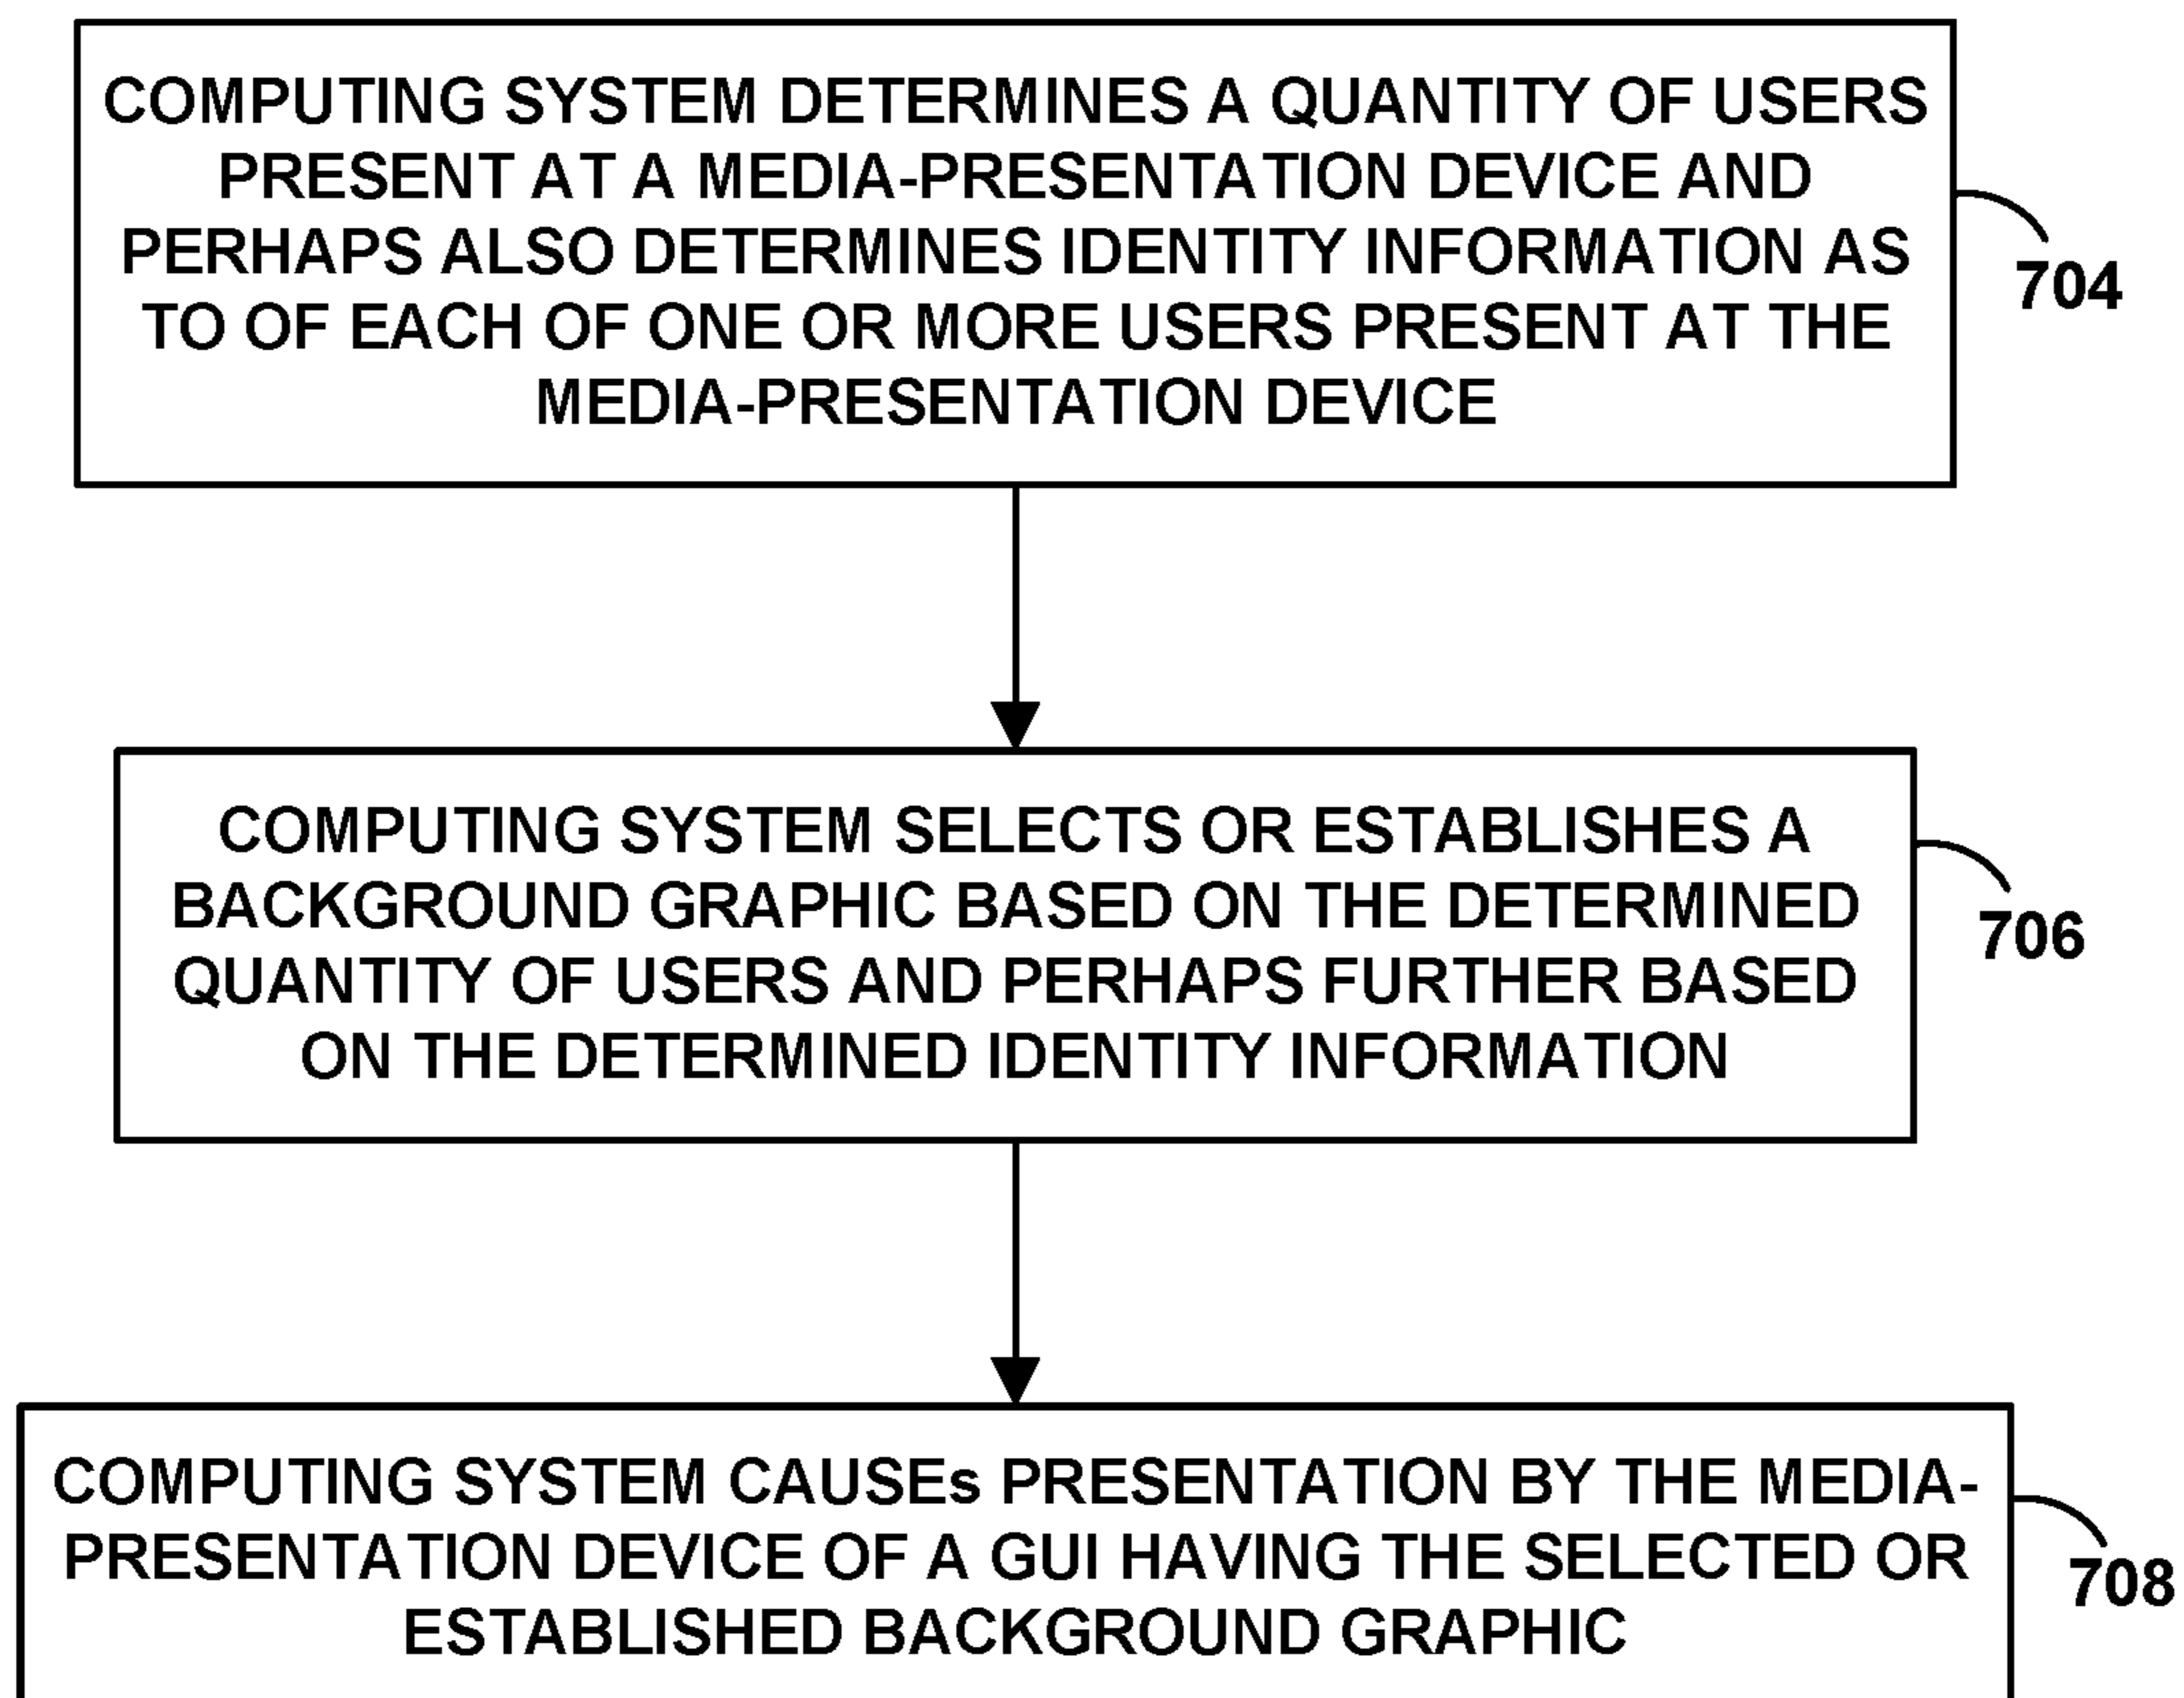 COMPUTING SYSTEM DETERMINES A QUANTITY OF USERS
PRESENT AT A MEDIA-PRESENTATION DEVICE AND
PERHAPS ALSO DETERMINES IDENTITY INFORMATION AS
TO OF EACH OF ONE OR MORE USERS PRESENT AT THE
MEDIA-PRESENTATION DEVICE
704
COMPUTING SYSTEM SELECTS OR ESTABLISHES A
BACKGROUND GRAPHIC BASED ON THE DETERMINED
QUANTITY OF USERS AND PERHAPS FURTHER BASED
ON THE DETERMINED IDENTITY INFORMATION
706
COMPUTING SYSTEM CAUSEs PRESENTATION BY THE MEDIA-
PRESENTATION DEVICE OF A GUI HAVING THE SELECTED OR
ESTABLISHED BACKGROUND GRAPHIC
708